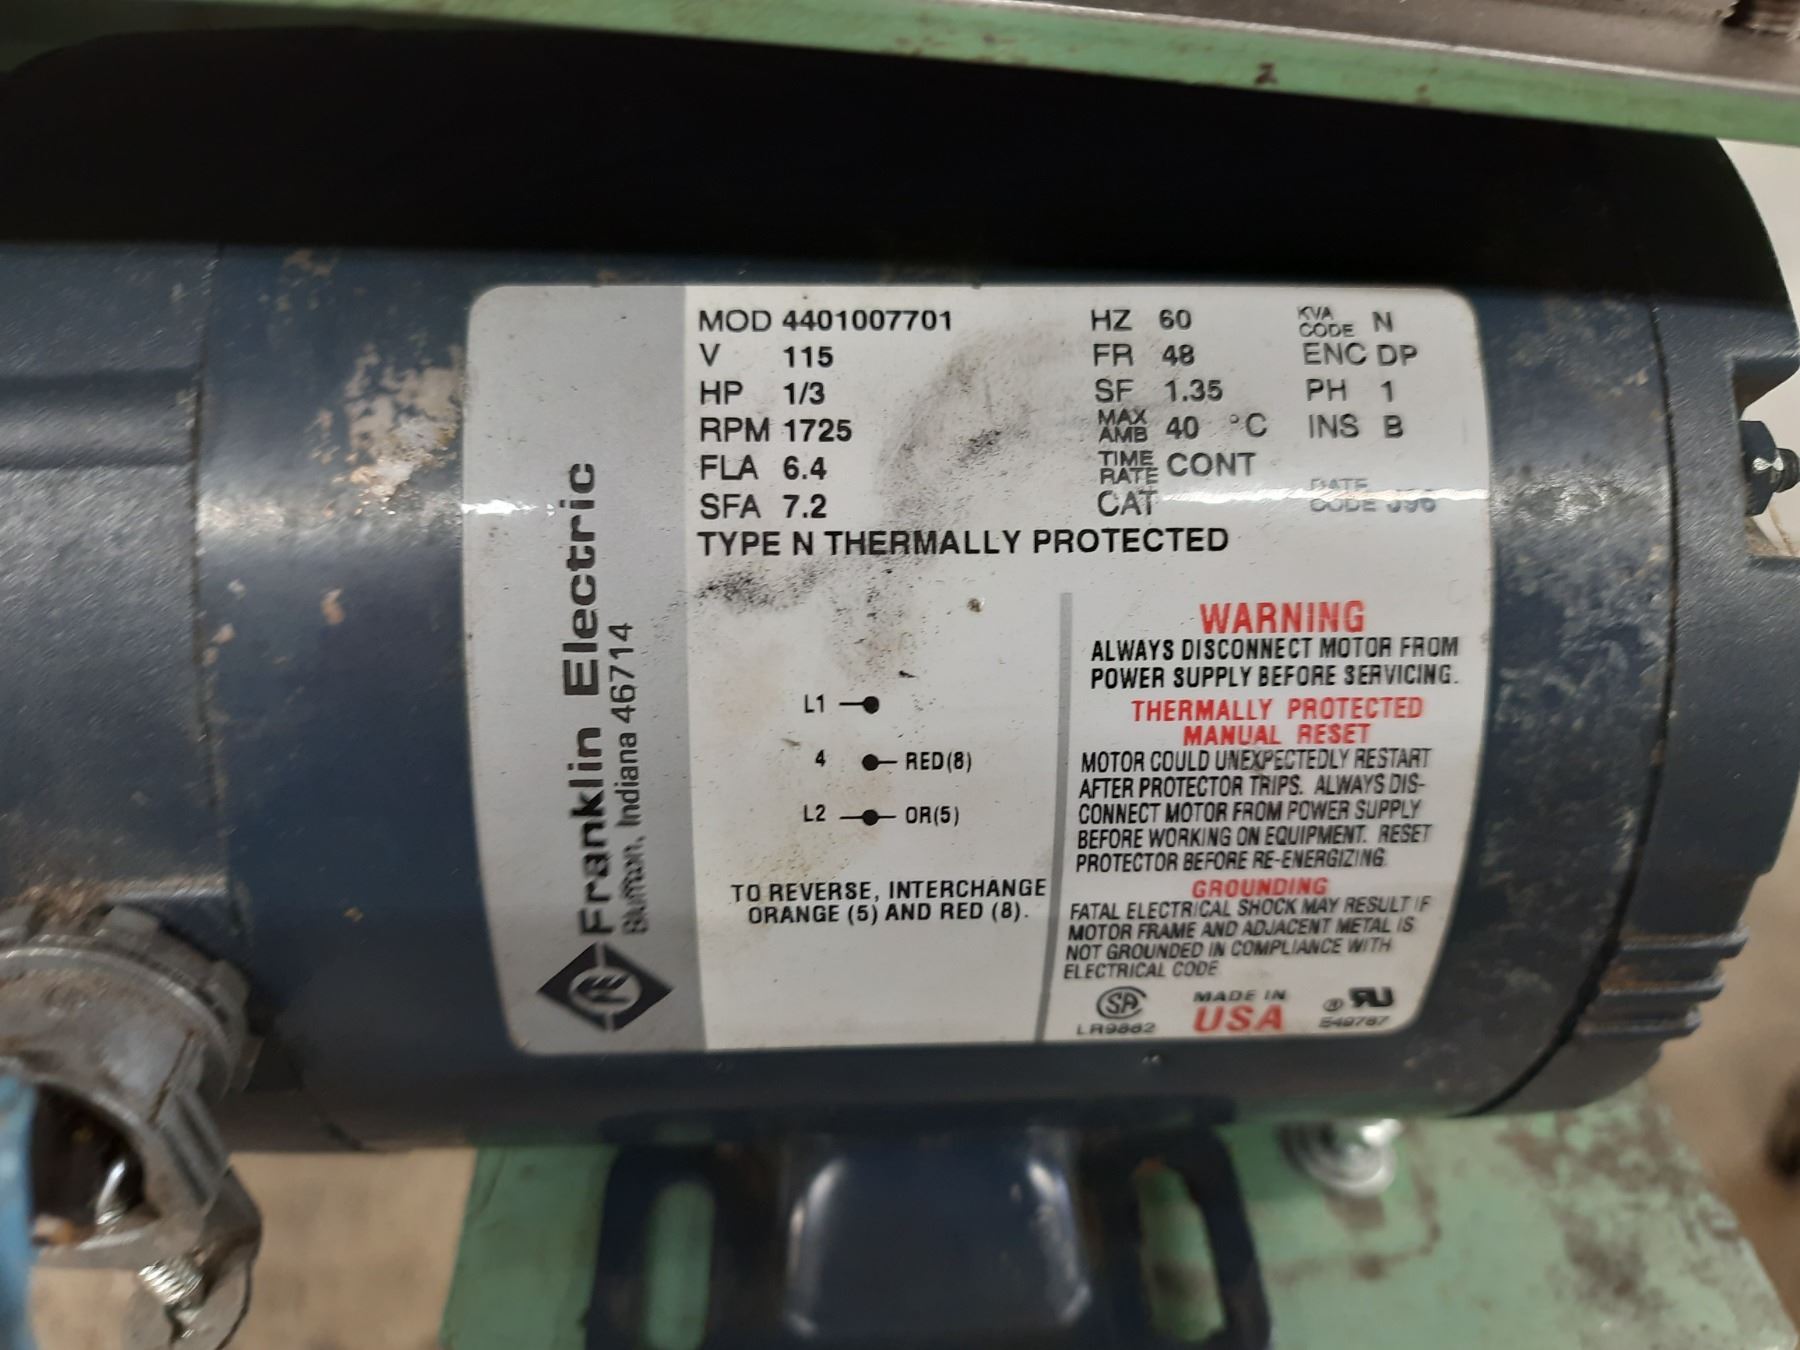 Franklin Electric
Bluffton, Indiana 46714
MOD 4401007701 HZ 60 KVA CODE N
V 115 FR 48 ENC DP
HP 1/3 SF 1.35 PH 1
RPM 1725 MAX AMB 40 °C INS B
FLA 6.4 TIME RATE CONT
SFA 7.2 CAT DATE CODE J96
TYPE N THERMALLY PROTECTED
L1
4 RED(8)
L2 OR(5)
TO REVERSE, INTERCHANGE
ORANGE (5) AND RED (8).
WARNING
ALWAYS DISCONNECT MOTOR FROM
POWER SUPPLY BEFORE SERVICING.
THERMALLY PROTECTED
MANUAL RESET
MOTOR COULD UNEXPECTEDLY RESTART
AFTER PROTECTOR TRIPS. ALWAYS DIS-
CONNECT MOTOR FROM POWER SUPPLY
BEFORE WORKING ON EQUIPMENT. RESET
PROTECTOR BEFORE RE-ENERGIZING.
GROUNDING
FATAL ELECTRICAL SHOCK MAY RESULT IF
MOTOR FRAME AND ADJACENT METAL IS
NOT GROUNDED IN COMPLIANCE WITH
ELECTRICAL CODE
MADE IN
USA
LR9882